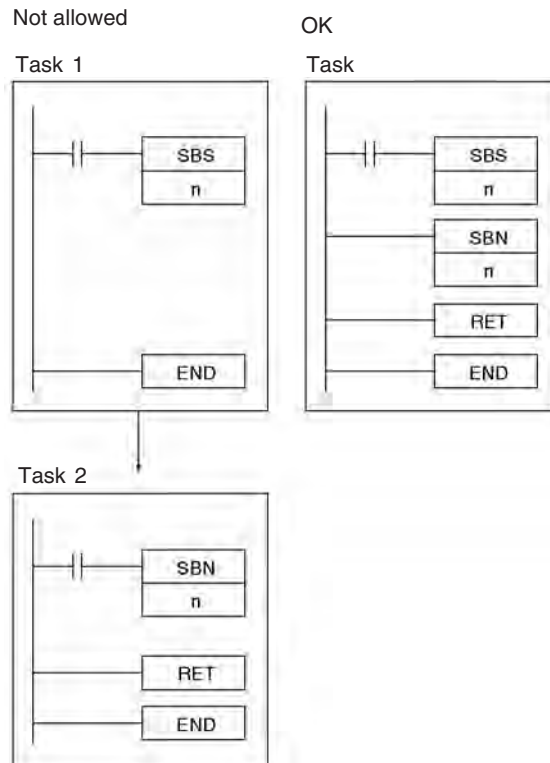 Not allowed
Task 1
SBS
n
END
Task 2
SBN
n
RET
END
OK
Task
SBS
n
SBN
n
RET
END